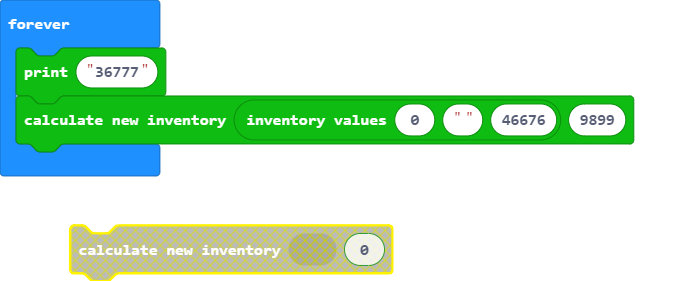 forever
print "36777"
calculate new inventory inventory values 0 "" 46676 9899
calculate new inventory 0